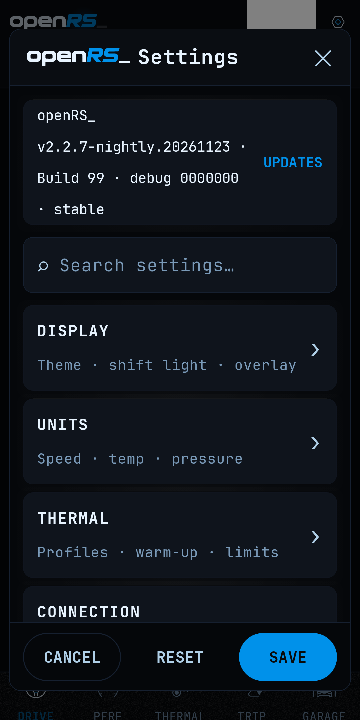 openRS_
openRS_ Settings
openRS_
v2.2.7-nightly.20261123 ·
Build 99 · debug 0000000
· stable
UPDATES
Search settings…
DISPLAY
Theme · shift light · overlay
UNITS
Speed · temp · pressure
THERMAL
Profiles · warm-up · limits
CONNECTION
CANCEL RESET SAVE
DRIVE PERF THERMAL TRIP GARAGE